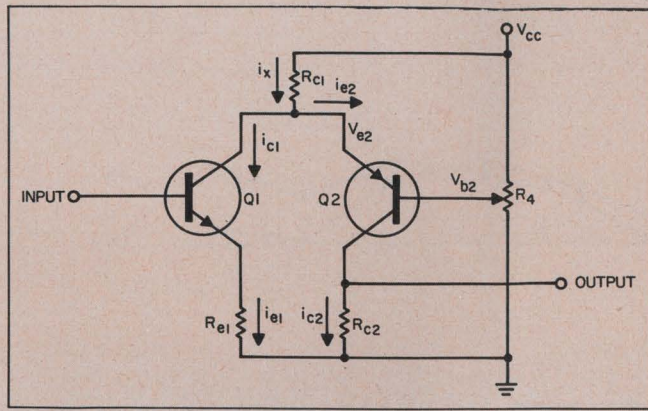 Vcc
ix
Rc1
ie2
ic1
Ve2
INPUT
Q1
Q2
Vb2
R4
OUTPUT
Re1
ie1
ic2
Rc2